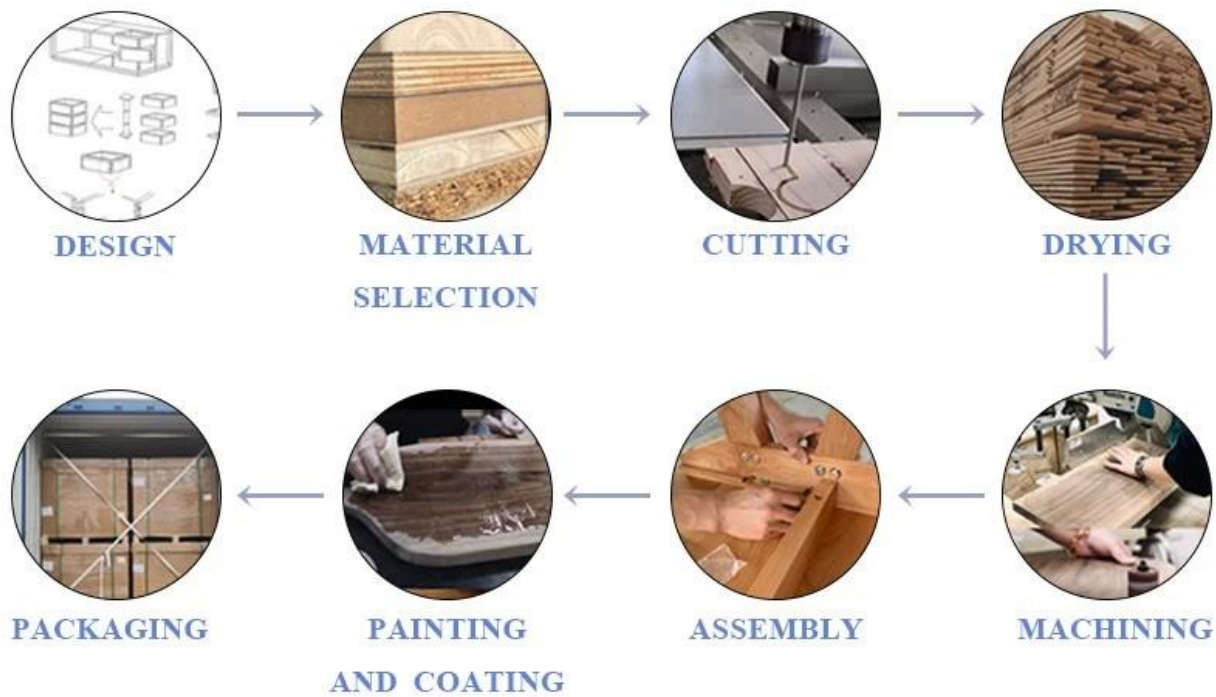 DESIGN
MATERIAL
SELECTION
CUTTING
DRYING
PACKAGING
PAINTING
AND COATING
ASSEMBLY
MACHINING